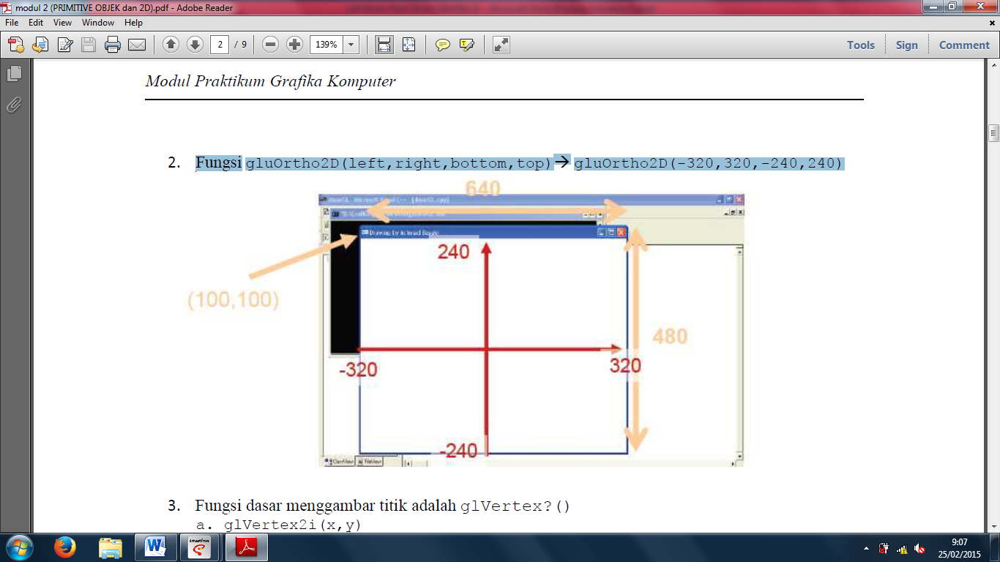 modul 2 (PRIMITIVE OBJEK dan 2D).pdf - Adobe Reader
File Edit View Window Help
2 / 9 139% Tools Sign Comment
Modul Praktikum Grafika Komputer
2. Fungsi gluOrtho2D(left,right,bottom,top)→ gluOrtho2D(-320,320,-240,240)
640
Drawing by
240
(100,100)
480
-320 320
-240
ClassView FileView
3. Fungsi dasar menggambar titik adalah glVertex?()
a. glVertex2i(x,y)
smartfren
9:07
25/02/2015